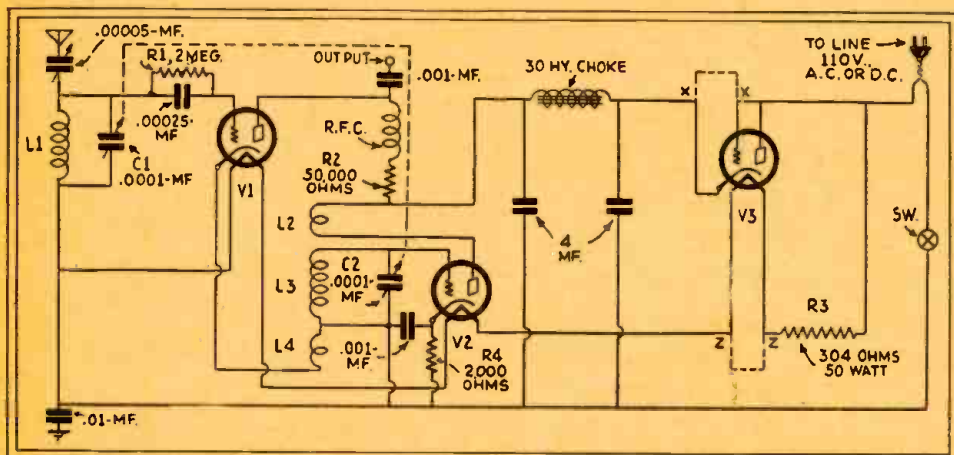 .00005-MF.
R1, 2 MEG.
.00025-
MF
L1
C1
.0001-MF
V1
OUTPUT
.001-MF.
R.F.C.
R2
50,000
OHMS
L2
L3
L4
C2
.0001-
MF
.001-
MF.
V2
R4
2,000
OHMS
30 HY. CHOKE
4
MF.
X
X
V3
Z
Z
TO LINE
110V.,
A.C. OR D.C.
SW.
R3
304 OHMS
50 WATT
.01-MF.